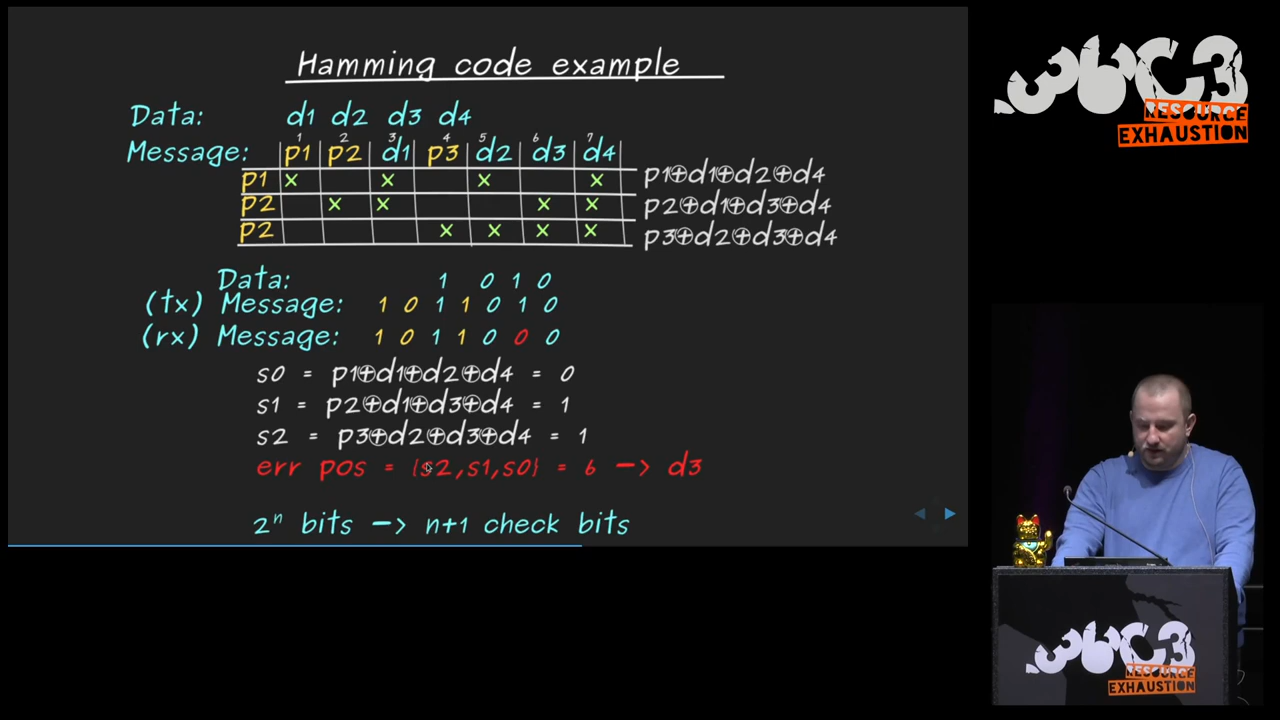 Hamming code example
Data: d1 d2 d3 d4
1 2 3 4 5 6 7
Message: p1 p2 d1 p3 d2 d3 d4
p1 x x x x p1⊕d1⊕d2⊕d4
p2 x x x x p2⊕d1⊕d3⊕d4
p2 x x x x p3⊕d2⊕d3⊕d4
Data: 1 0 1 0
(tx) Message: 1 0 1 1 0 1 0
(rx) Message: 1 0 1 1 0 0 0
s0 = p1⊕d1⊕d2⊕d4 = 0
s1 = p2⊕d1⊕d3⊕d4 = 1
s2 = p3⊕d2⊕d3⊕d4 = 1
err pos = {s2,s1,s0} = 6 -> d3
2ⁿ bits -> n+1 check bits
36C3
RESOURCE
EXHAUSTION
36C3
RESOURCE
EXHAUSTION